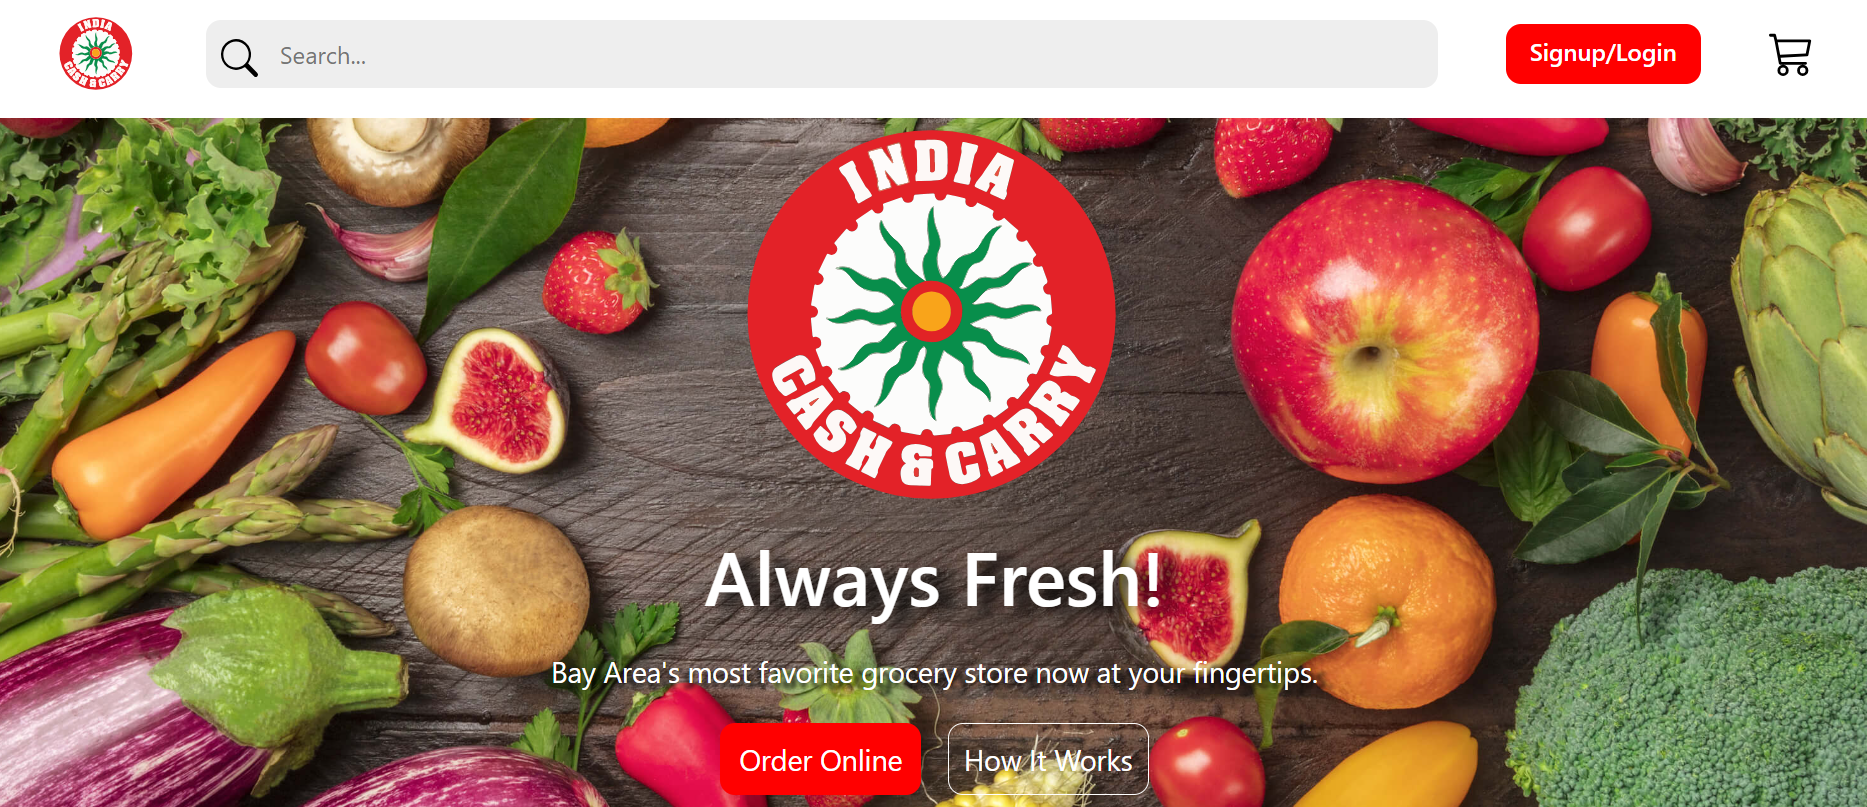 INDIA
CASH & CARRY
Search...
Signup/Login
INDIA
CASH & CARRY
Always Fresh!
Bay Area's most favorite grocery store now at your fingertips.
Order Online
How It Works